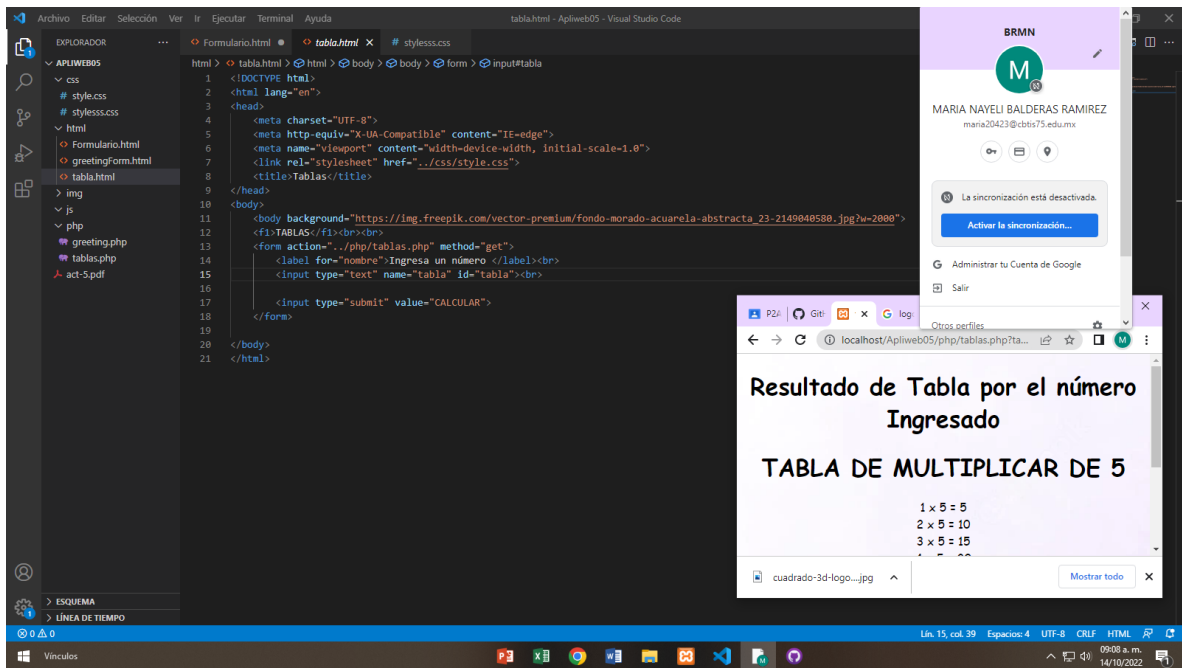 Archivo Editar Selección Ver Ir Ejecutar Terminal Ayuda
tabla.html - Apliweb05 - Visual Studio Code
EXPLORADOR ...
APLIWEB05
css
# style.css
# stylesss.css
html
Formulario.html
greetingForm.html
tabla.html
img
js
php
greeting.php
tablas.php
act-5.pdf
ESQUEMA
LÍNEA DE TIEMPO
Formulario.html
tabla.html
# stylesss.css
html > tabla.html > html > body > body > form > input#tabla
1 <!DOCTYPE html>
2 <html lang="en">
3 <head>
4 <meta charset="UTF-8">
5 <meta http-equiv="X-UA-Compatible" content="IE=edge">
6 <meta name="viewport" content="width=device-width, initial-scale=1.0">
7 <link rel="stylesheet" href="../css/style.css">
8 <title>Tablas</title>
9 </head>
10 <body>
11 <body background="https://img.freepik.com/vector-premium/fondo-morado-acuarela-abstracta_23-2149040580.jpg?w=2000">
12 <f1>TABLAS</f1><br><br>
13 <form action="../php/tablas.php" method="get">
14 <label for="nombre">Ingresa un número </label><br>
15 <input type="text" name="tabla" id="tabla"><br>
16
17 <input type="submit" value="CALCULAR">
18 </form>
19
20 </body>
21 </html>
BRMN
M
MARIA NAYELI BALDERAS RAMIREZ
maria20423@cbtis75.edu.mx
La sincronización está desactivada.
Activar la sincronización...
G Administrar tu Cuenta de Google
Salir
Otros perfiles
P2A
Git
G log
localhost/Apliweb05/php/tablas.php?ta...
M
Resultado de Tabla por el número
Ingresado
TABLA DE MULTIPLICAR DE 5
1 x 5 = 5
2 x 5 = 10
3 x 5 = 15
cuadrado-3d-logo....jpg
Mostrar todo
0 0
Lín. 15, col. 39 Espacios: 4 UTF-8 CRLF HTML
Vínculos
09:08 a. m.
14/10/2022